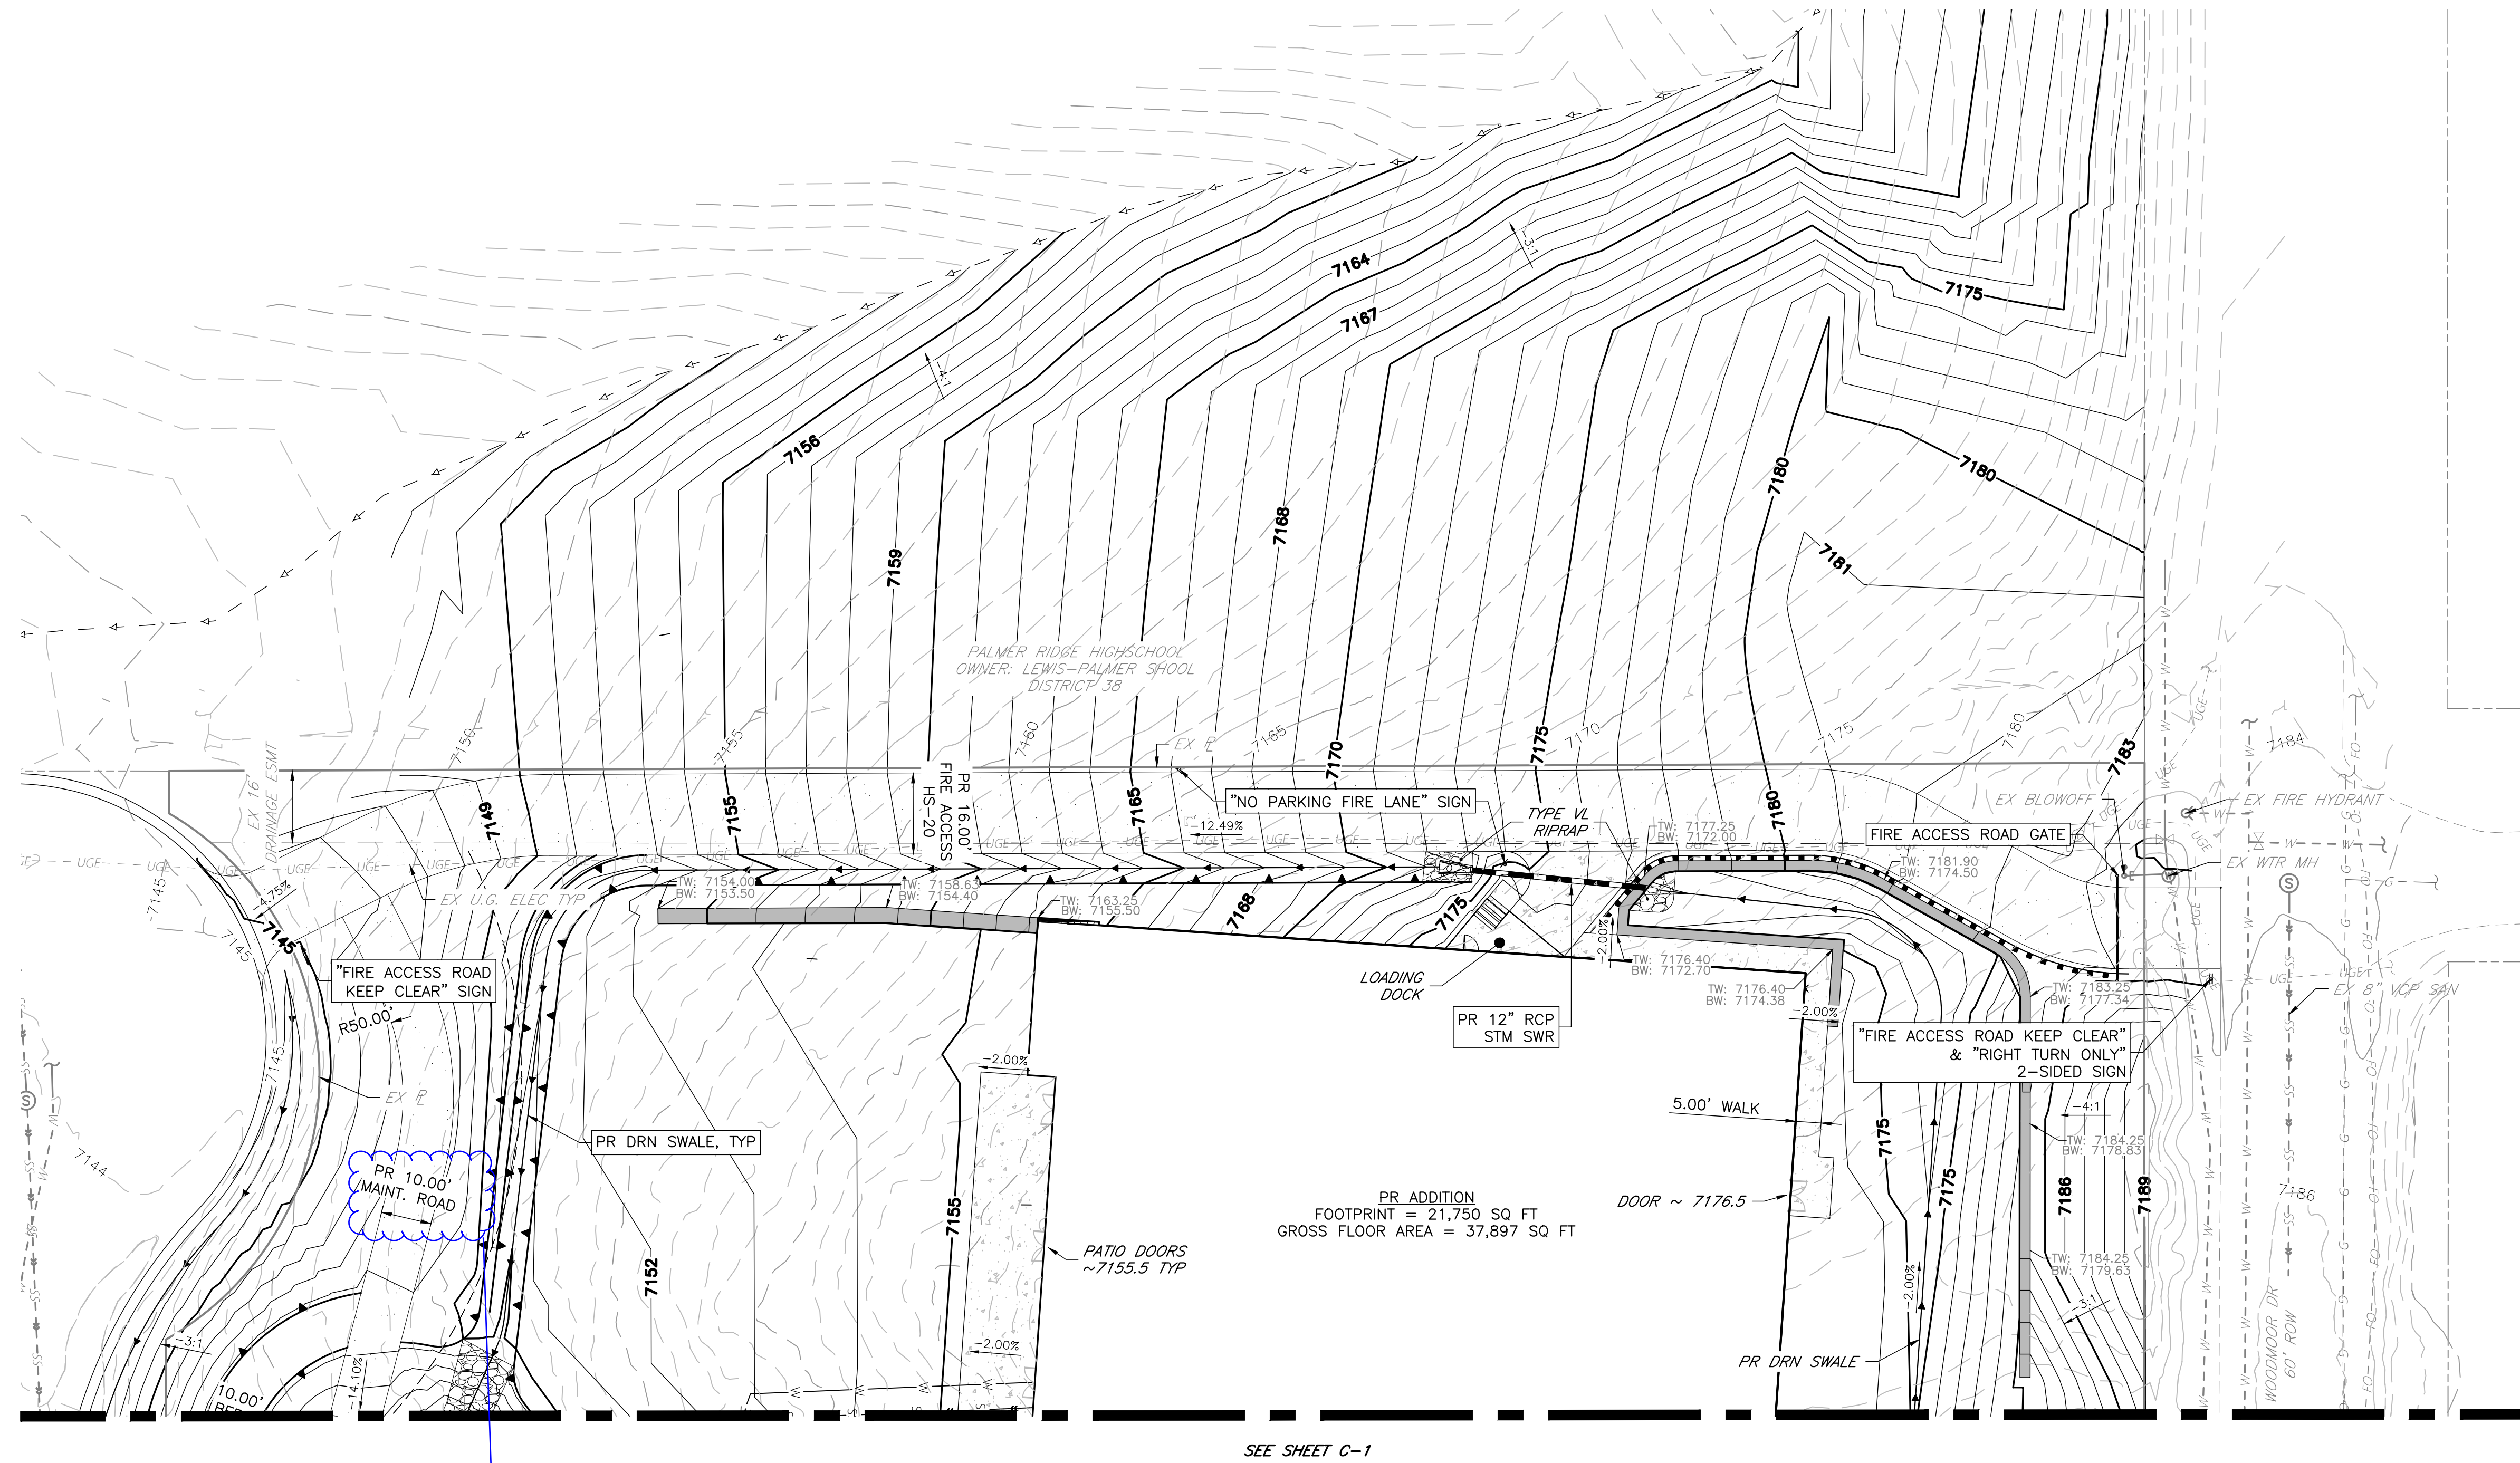 7164
7167
-3:1
7175
-4:1
7156
7180
7180
7168
7159
7181
PALMER RIDGE HIGHSCHOOL
OWNER: LEWIS-PALMER SHOOL
DISTRICT 38
EX 16'
DRAINAGE ESMT
7150
7155
7160
EX PL
7165
7170
7175
7170
7175
7180
7183
7184
7149
7155
PR 16.00'
FIRE ACCESS
HS-20
7165
"NO PARKING FIRE LANE" SIGN
-12.49%
TYPE VL
RIPRAP
TW: 7177.25
BW: 7172.00
7180
EX BLOWOFF
EX FIRE HYDRANT
FIRE ACCESS ROAD GATE
EX WTR MH
TW: 7181.90
BW: 7174.50
UGE
7145
-4.75%
EX U.G. ELEC TYP
TW: 7154.00
BW: 7153.50
TW: 7158.63
BW: 7154.40
TW: 7163.25
BW: 7155.50
7168
7175
-2.00%
7145
7145
"FIRE ACCESS ROAD
KEEP CLEAR" SIGN
R50.00'
LOADING
DOCK
TW: 7176.40
BW: 7172.70
TW: 7176.40
BW: 7174.38
-2.00%
TW: 7183.25
BW: 7177.34
EX 8" VCP SAN
PR 12" RCP
STM SWR
"FIRE ACCESS ROAD KEEP CLEAR"
& "RIGHT TURN ONLY"
2-SIDED SIGN
7145
EX PL
-2.00%
5.00' WALK
-4:1
PR DRN SWALE, TYP
7144
PR 10.00'
MAINT. ROAD
7175
7175
TW: 7184.25
BW: 7178.83
7186
7189
7186
PR ADDITION
FOOTPRINT = 21,750 SQ FT
GROSS FLOOR AREA = 37,897 SQ FT
DOOR ~ 7176.5
7155
PATIO DOORS
~7155.5 TYP
7152
-2.00%
TW: 7184.25
BW: 7179.63
-3:1
WOODMOOR DR
60' ROW
-3:1
-14.10%
10.00'
-2.00%
PR DRN SWALE
SEE SHEET C-1